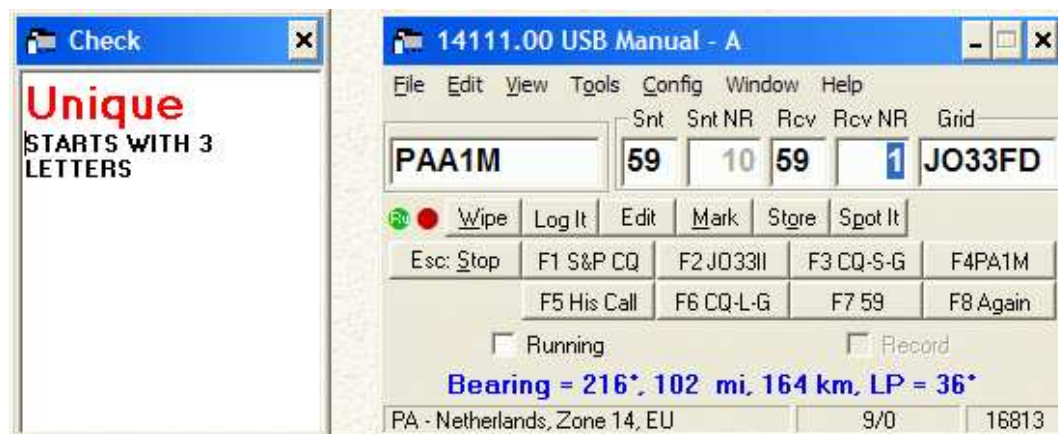 Check
Unique
STARTS WITH 3
LETTERS
14111.00 USB Manual - A
File Edit View Tools Config Window Help
Snt Snt NR Rcv Rcv NR Grid
PAA1M 59 10 59 1 JO33FD
Wipe Log It Edit Mark Store Spot It
Esc: Stop F1 S&P CQ F2 JO33II F3 CQ-S-G F4PA1M
F5 His Call F6 CQ-L-G F7 59 F8 Again
Running Record
Bearing = 216°, 102 mi, 164 km, LP = 36°
PA - Netherlands, Zone 14, EU 9/0 16813